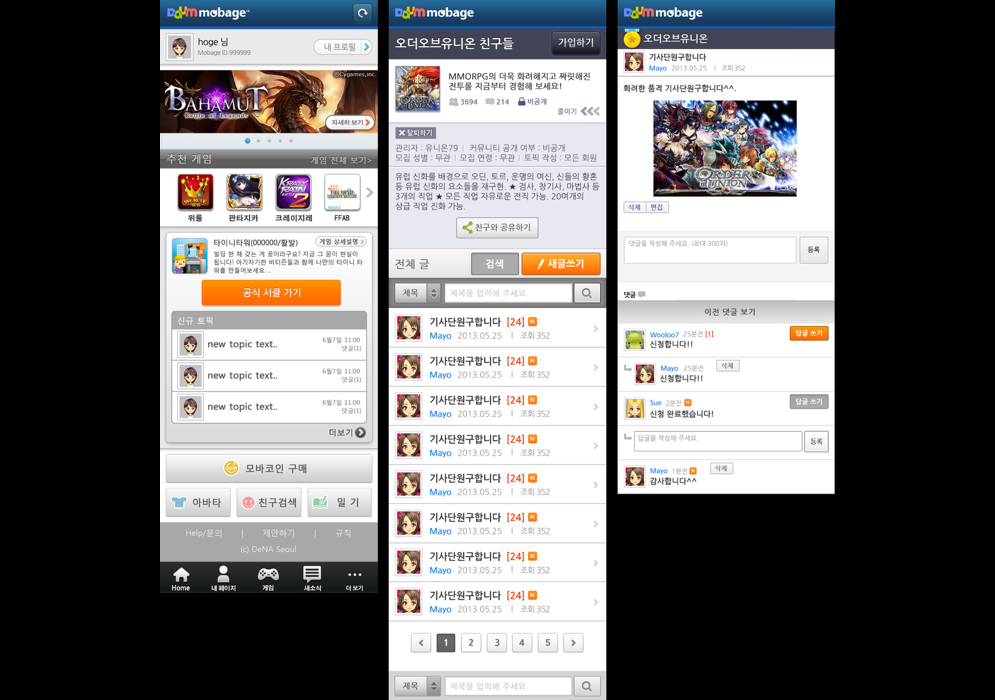 Daum mobage™
hoge 님
Mobage ID:999999
내 프로필
©Cygames,inc.
BAHAMUT
Battle of Legends
자세히 보기
추천 게임
게임 전체 보기>
위룰
판타지카
크레이지레
FFAB
타이니타워(000000/활발)
게임 상세설명
빌딩 한 채 갖는 게 꿈이라구요? 지금 그 꿈이 현실이
됩니다! 아기자기한 비티즌들과 함께 나만의 타이니 타
워를 만들어보세요...
공식 서클 가기
신규 토픽
new topic text..
6월7일 11:00
댓글(1)
new topic text..
6월7일 11:00
댓글(1)
new topic text..
6월7일 11:00
댓글(1)
더보기
모바코인 구매
아바타
친구검색
일 기
Help/문의 | 제안하기 | 규칙
(c) DeNA Seoul
Home
내 페이지
게임
새소식
더 보기
Daum mobage
오더오브유니온 친구들
가입하기
ORDER UNION
MMORPG의 더욱 화려해지고 짜릿해진
전투를 지금부터 경험해 보세요!
3694 214 비공개
줄여기
탈퇴하기
관리자 : 유니온79 | 커뮤니티 공개 여부 : 비공개
모집 성별 : 무관 | 모집 연령 : 무관 | 토픽 작성 : 모든 회원
유럽 신화를 배경으로 오딘, 토르, 운명의 여신, 신들의 황혼
등 유럽 신화의 요소들을 재구현. ★ 검사, 창기사, 마법사 등
3개의 직업 ★ 모든 직업 자유로운 전직 가능. 20여개의
상급 직업 진화 가능.
친구와 공유하기
전체 글
검색
새글쓰기
제목
제목을 입력해 주세요.
기사단원구합니다 [24] N
Mayo 2013.05.25 | 조회 352
기사단원구합니다 [24] N
Mayo 2013.05.25 | 조회 352
기사단원구합니다 [24] N
Mayo 2013.05.25 | 조회 352
기사단원구합니다 [24] N
Mayo 2013.05.25 | 조회 352
기사단원구합니다 [24] N
Mayo 2013.05.25 | 조회 352
기사단원구합니다 [24] N
Mayo 2013.05.25 | 조회 352
기사단원구합니다 [24] N
Mayo 2013.05.25 | 조회 352
기사단원구합니다 [24] N
Mayo 2013.05.25 | 조회 352
1 2 3 4 5
제목
제목을 입력해 주세요.
Daum mobage
오더오브유니온
기사단원구합니다
Mayo 2013.05.25 | 조회 352
화려한 품격 기사단원구합니다^^.
ORDER UNION
삭제
편집
댓글을 작성해 주세요. (최대 300자)
등록
댓글
이전 댓글 보기
Wooloo7 25분전 [1]
답글 쓰기
신청합니다!!
Mayo 25분전
삭제
신청합니다!!
Sue 2분전 N
답글 쓰기
신청 완료했습니다!
답글을 작성해 주세요.
등록
Mayo 1분전 N
삭제
감사합니다^^